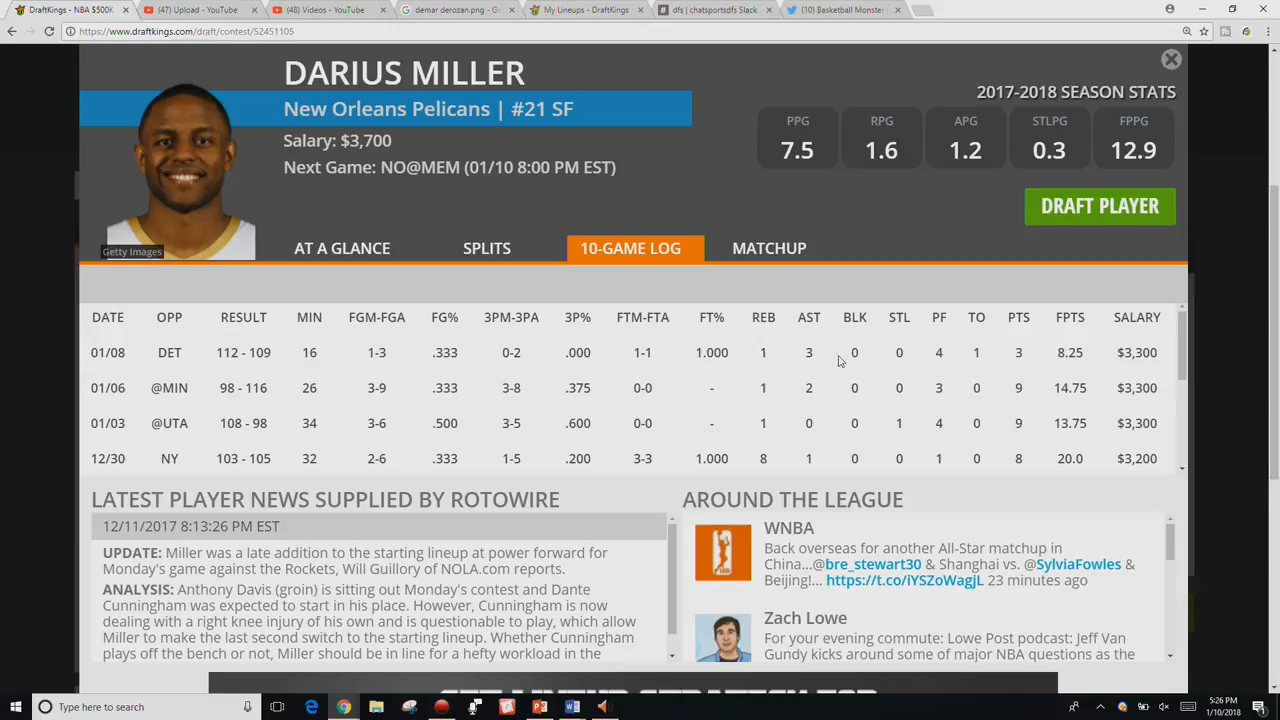 DraftKings - NBA $500K
(47) Upload - YouTube
(48) Videos - YouTube
demar derozan.png - G
My Lineups - DraftKings
dfs | chatsportsdfs Slack
(10) Basketball Monster
https://www.draftkings.com/draft/contest/52451105
DARIUS MILLER
New Orleans Pelicans | #21 SF
Salary: $3,700
Next Game: NO@MEM (01/10 8:00 PM EST)
2017-2018 SEASON STATS
PPG RPG APG STLPG FPPG
7.5 1.6 1.2 0.3 12.9
DRAFT PLAYER
Getty Images
AT A GLANCE SPLITS 10-GAME LOG MATCHUP
DATE OPP RESULT MIN FGM-FGA FG% 3PM-3PA 3P% FTM-FTA FT% REB AST BLK STL PF TO PTS FPTS SALARY
01/08 DET 112 - 109 16 1-3 .333 0-2 .000 1-1 1.000 1 3 0 0 4 1 3 8.25 $3,300
01/06 @MIN 98 - 116 26 3-9 .333 3-8 .375 0-0 - 1 2 0 0 3 0 9 14.75 $3,300
01/03 @UTA 108 - 98 34 3-6 .500 3-5 .600 0-0 - 1 0 0 1 4 0 9 13.75 $3,300
12/30 NY 103 - 105 32 2-6 .333 1-5 .200 3-3 1.000 8 1 0 0 1 0 8 20.0 $3,200
LATEST PLAYER NEWS SUPPLIED BY ROTOWIRE
12/11/2017 8:13:26 PM EST
UPDATE: Miller was a late addition to the starting lineup at power forward for
Monday's game against the Rockets, Will Guillory of NOLA.com reports.
ANALYSIS: Anthony Davis (groin) is sitting out Monday's contest and Dante
Cunningham was expected to start in his place. However, Cunningham is now
dealing with a right knee injury of his own and is questionable to play, which allow
Miller to make the last second switch to the starting lineup. Whether Cunningham
plays off the bench or not, Miller should be in line for a hefty workload in the
AROUND THE LEAGUE
WNBA
Back overseas for another All-Star matchup in
China...@bre_stewart30 & Shanghai vs. @SylviaFowles &
Beijing!... https://t.co/iYSZoWagjL 23 minutes ago
Zach Lowe
For your evening commute: Lowe Post podcast: Jeff Van
Gundy kicks around some of major NBA questions as the
Type here to search
5:26 PM
1/10/2018